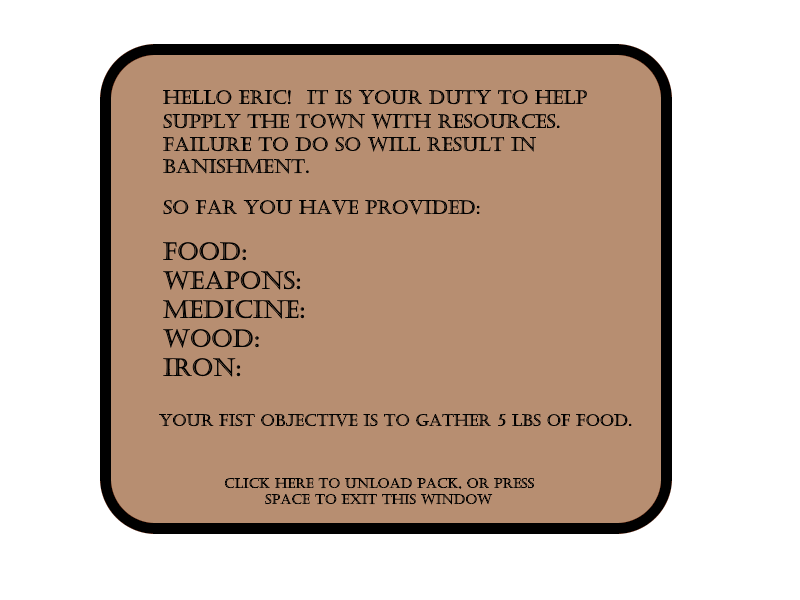 HELLO ERIC! IT IS YOUR DUTY TO HELP
SUPPLY THE TOWN WITH RESOURCES.
FAILURE TO DO SO WILL RESULT IN
BANISHMENT.
SO FAR YOU HAVE PROVIDED:
FOOD:
WEAPONS:
MEDICINE:
WOOD:
IRON:
YOUR FIST OBJECTIVE IS TO GATHER 5 LBS OF FOOD.
CLICK HERE TO UNLOAD PACK, OR PRESS
SPACE TO EXIT THIS WINDOW